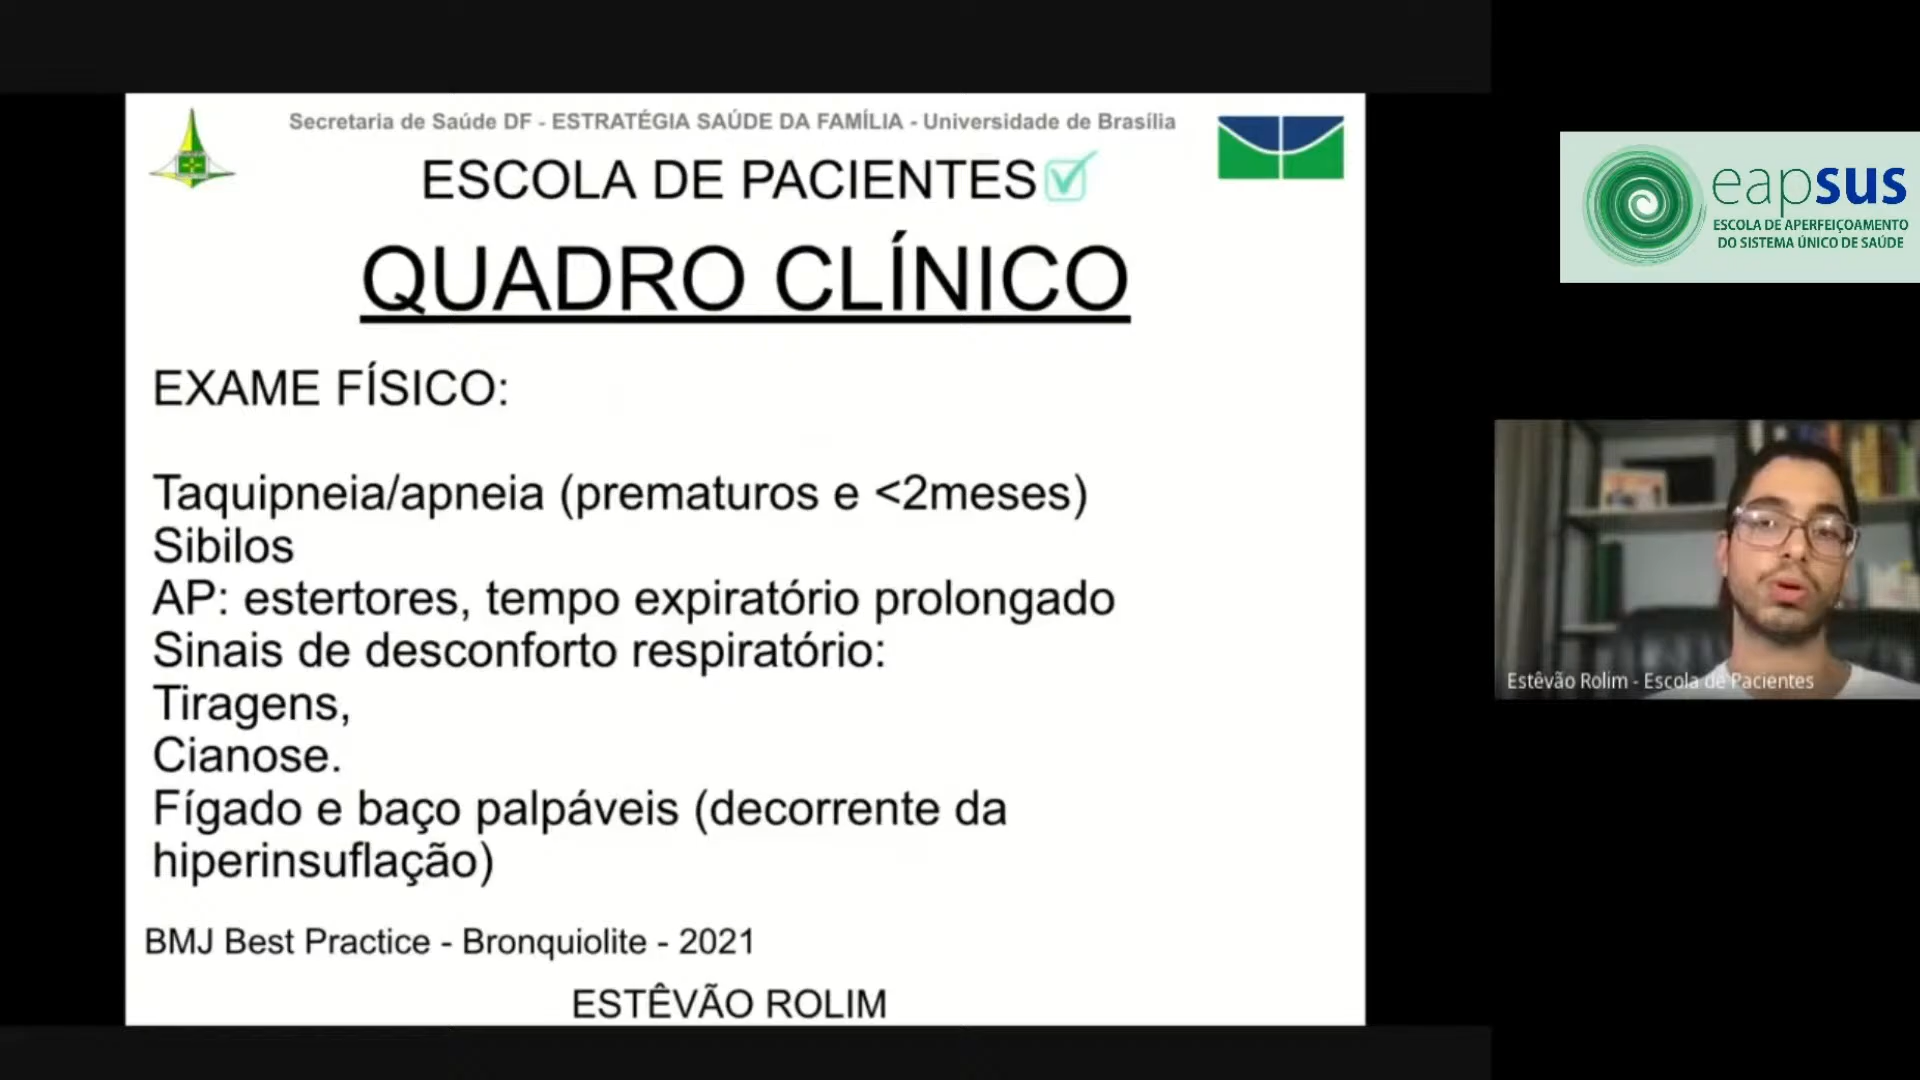 Secretaria de Saúde DF - ESTRATÉGIA SAÚDE DA FAMÍLIA - Universidade de Brasília
ESCOLA DE PACIENTES
QUADRO CLÍNICO
EXAME FÍSICO:
Taquipneia/apneia (prematuros e <2meses)
Sibilos
AP: estertores, tempo expiratório prolongado
Sinais de desconforto respiratório:
Tiragens,
Cianose.
Fígado e baço palpáveis (decorrente da
hiperinsuflação)
BMJ Best Practice - Bronquiolite - 2021
ESTÊVÃO ROLIM
eapsus
ESCOLA DE APERFEIÇOAMENTO
DO SISTEMA ÚNICO DE SAÚDE
Estêvão Rolim - Escola de Pacientes